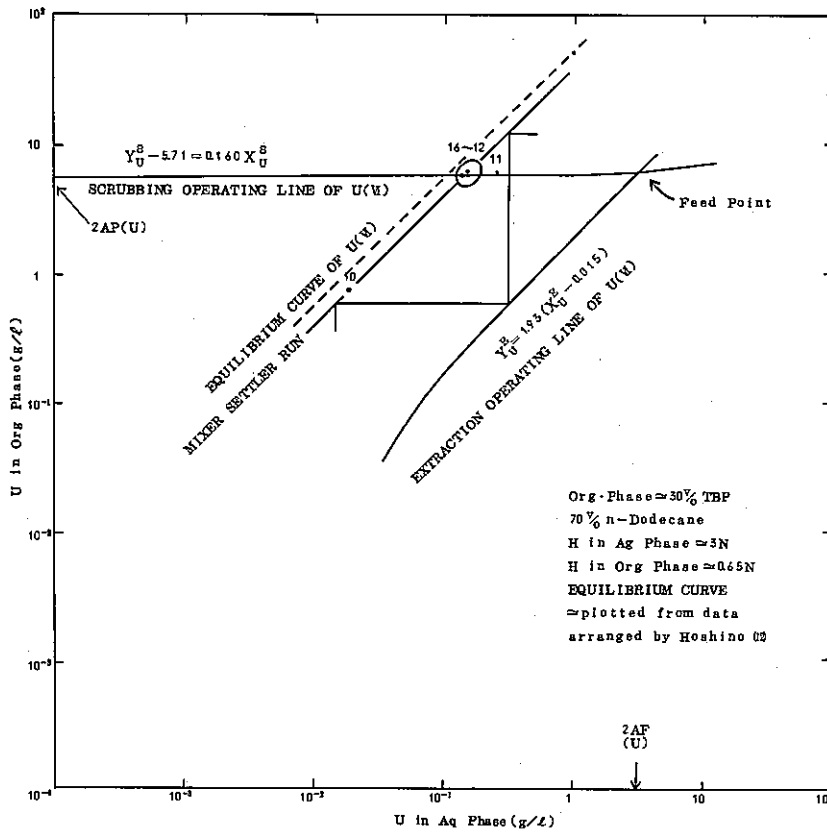 10²
10
1
10⁻¹
10⁻²
10⁻³
10⁻⁴
U in Org Phase(g/ℓ)
Y_U^S -5.71=0.160 X_U^S
SCRUBBING OPERATING LINE OF U(Ⅵ)
2AP(U)
16~12
11
10
Feed Point
EQUILIBRIUM CURVE OF U(Ⅵ)
MIXER SETTLER RUN
Y_U^E=1.93(X_U^E-0.015)
EXTRACTION OPERATING LINE OF U(Ⅵ)
Org·Phase≃30 V/O TBP
70 V/O n-Dodecane
H in Ag Phase≃3N
H in Org Phase≃0.65N
EQUILIBRIUM CURVE
≃plotted from data
arranged by Hoshino (12)
2AF
(U)
10⁻³ 10⁻² 10⁻¹ 1 10
U in Aq Phase(g/ℓ)